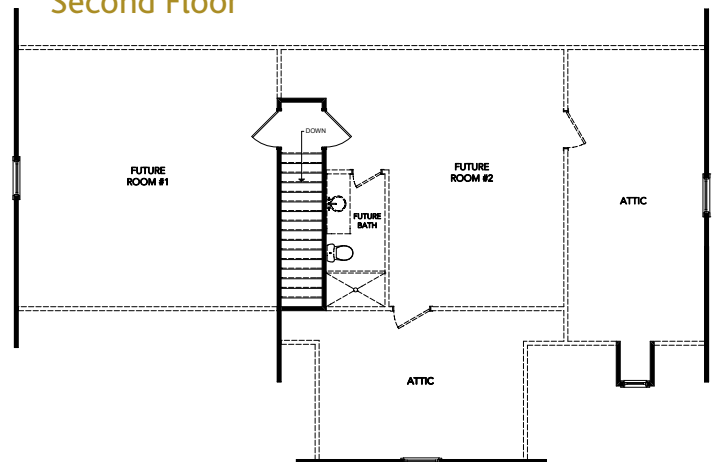 Second Floor
DOWN
FUTURE
ROOM #1
FUTURE
ROOM #2
ATTIC
FUTURE
BATH
ATTIC